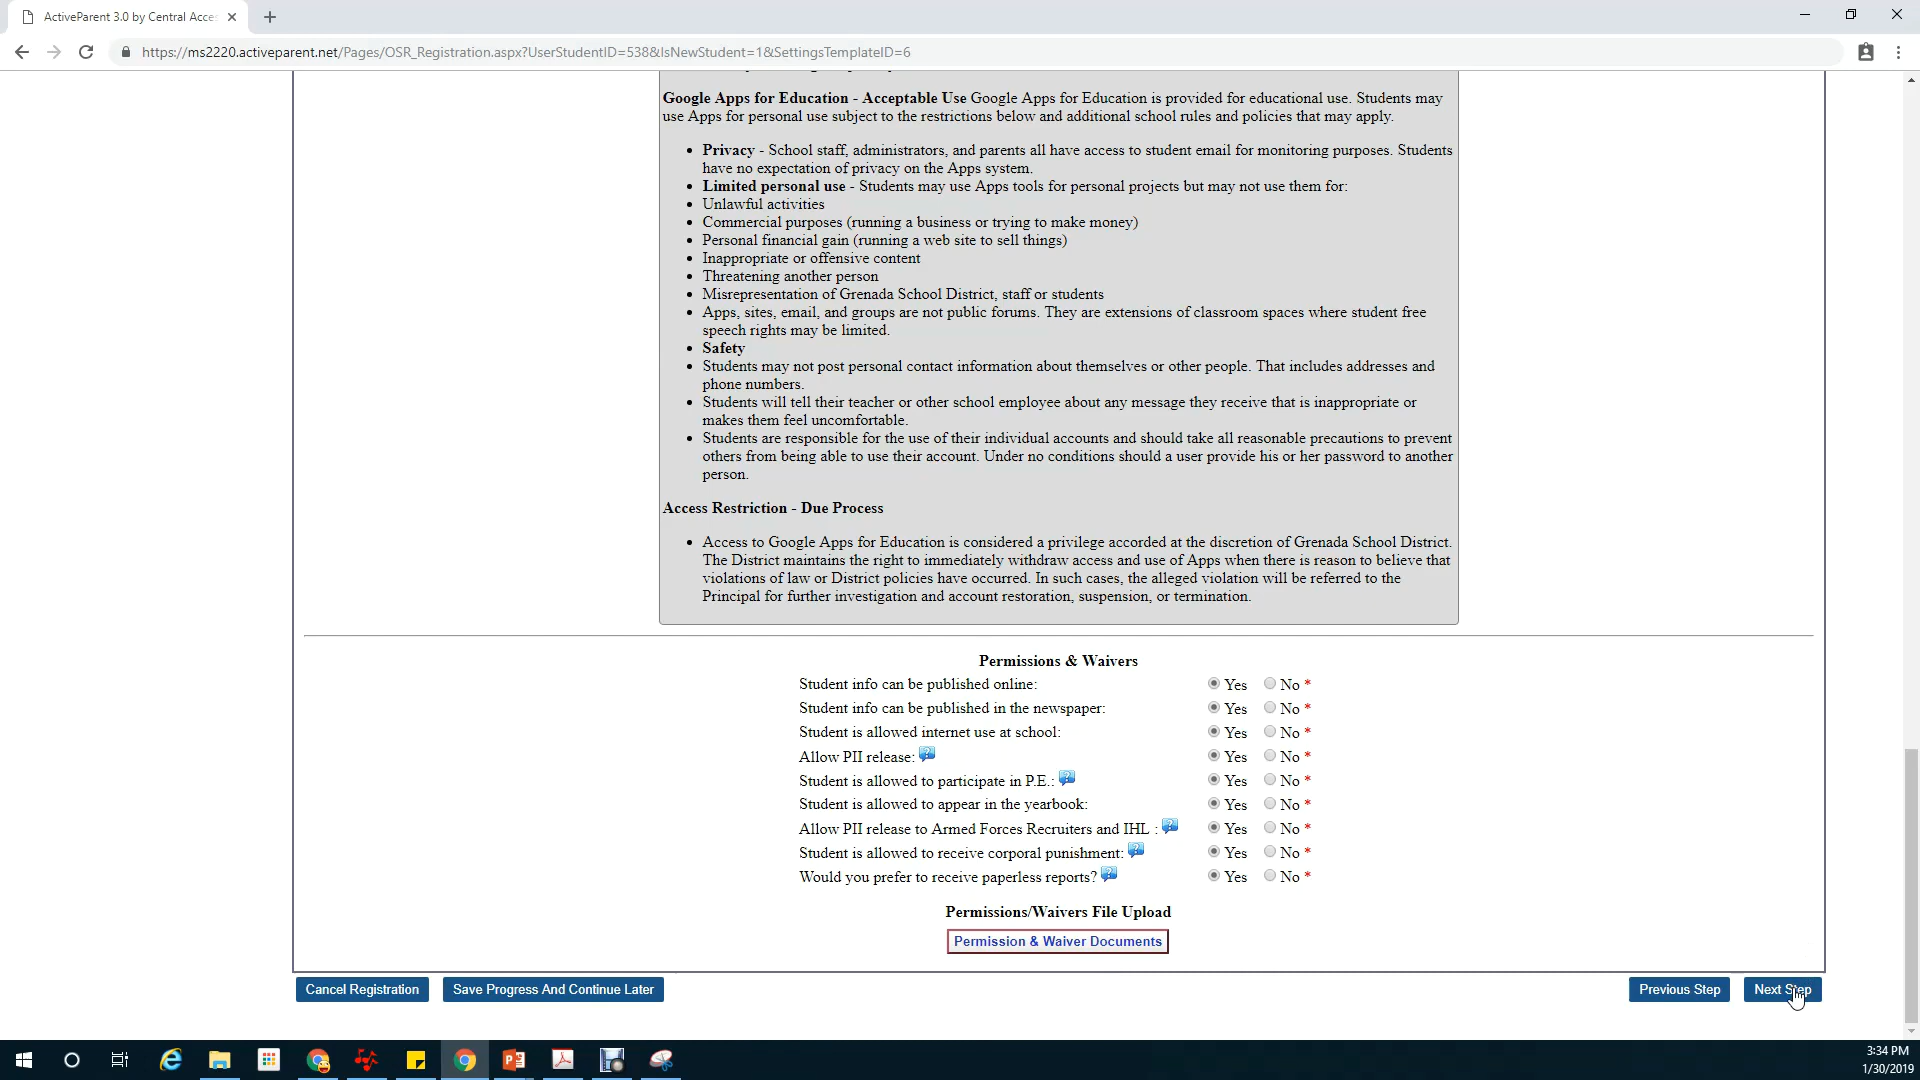 ActiveParent 3.0 by Central Acce
https://ms2220.activeparent.net/Pages/OSR_Registration.aspx?UserStudentID=538&IsNewStudent=1&SettingsTemplateID=6
Google Apps for Education - Acceptable Use Google Apps for Education is provided for educational use. Students may
use Apps for personal use subject to the restrictions below and additional school rules and policies that may apply.
• Privacy - School staff, administrators, and parents all have access to student email for monitoring purposes. Students
have no expectation of privacy on the Apps system.
• Limited personal use - Students may use Apps tools for personal projects but may not use them for:
• Unlawful activities
• Commercial purposes (running a business or trying to make money)
• Personal financial gain (running a web site to sell things)
• Inappropriate or offensive content
• Threatening another person
• Misrepresentation of Grenada School District, staff or students
• Apps, sites, email, and groups are not public forums. They are extensions of classroom spaces where student free
speech rights may be limited.
• Safety
• Students may not post personal contact information about themselves or other people. That includes addresses and
phone numbers.
• Students will tell their teacher or other school employee about any message they receive that is inappropriate or
makes them feel uncomfortable.
• Students are responsible for the use of their individual accounts and should take all reasonable precautions to prevent
others from being able to use their account. Under no conditions should a user provide his or her password to another
person.
Access Restriction - Due Process
• Access to Google Apps for Education is considered a privilege accorded at the discretion of Grenada School District.
The District maintains the right to immediately withdraw access and use of Apps when there is reason to believe that
violations of law or District policies have occurred. In such cases, the alleged violation will be referred to the
Principal for further investigation and account restoration, suspension, or termination.
Permissions & Waivers
Student info can be published online: Yes No *
Student info can be published in the newspaper: Yes No *
Student is allowed internet use at school: Yes No *
Allow PII release: Yes No *
Student is allowed to participate in P.E.: Yes No *
Student is allowed to appear in the yearbook: Yes No *
Allow PII release to Armed Forces Recruiters and IHL : Yes No *
Student is allowed to receive corporal punishment: Yes No *
Would you prefer to receive paperless reports? Yes No *
Permissions/Waivers File Upload
Permission & Waiver Documents
Cancel Registration Save Progress And Continue Later Previous Step Next Step
3:34 PM
1/30/2019